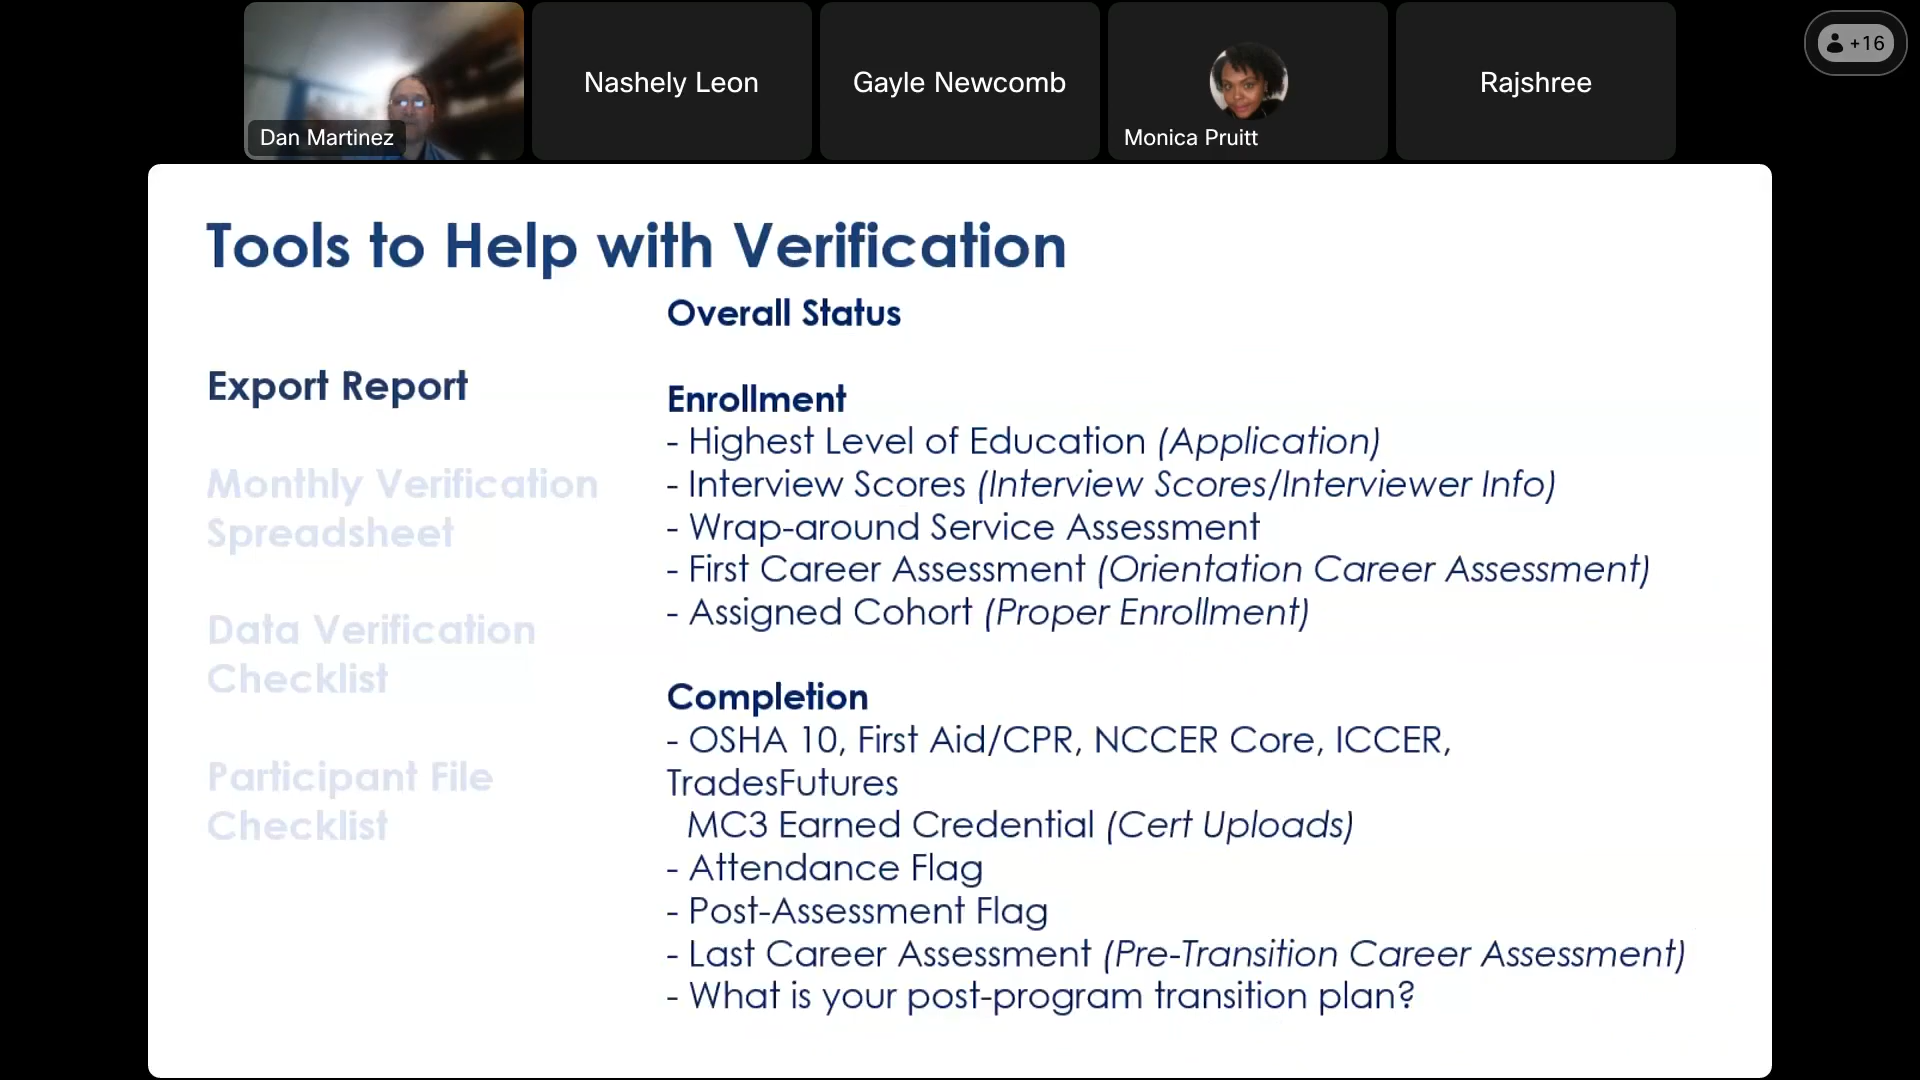 Dan Martinez
Nashely Leon
Gayle Newcomb
Monica Pruitt
Rajshree
+16
Tools to Help with Verification
Export Report
Monthly Verification
Spreadsheet
Data Verification
Checklist
Participant File
Checklist
Overall Status
Enrollment
- Highest Level of Education (Application)
- Interview Scores (Interview Scores/Interviewer Info)
- Wrap-around Service Assessment
- First Career Assessment (Orientation Career Assessment)
- Assigned Cohort (Proper Enrollment)
Completion
- OSHA 10, First Aid/CPR, NCCER Core, ICCER,
TradesFutures
MC3 Earned Credential (Cert Uploads)
- Attendance Flag
- Post-Assessment Flag
- Last Career Assessment (Pre-Transition Career Assessment)
- What is your post-program transition plan?